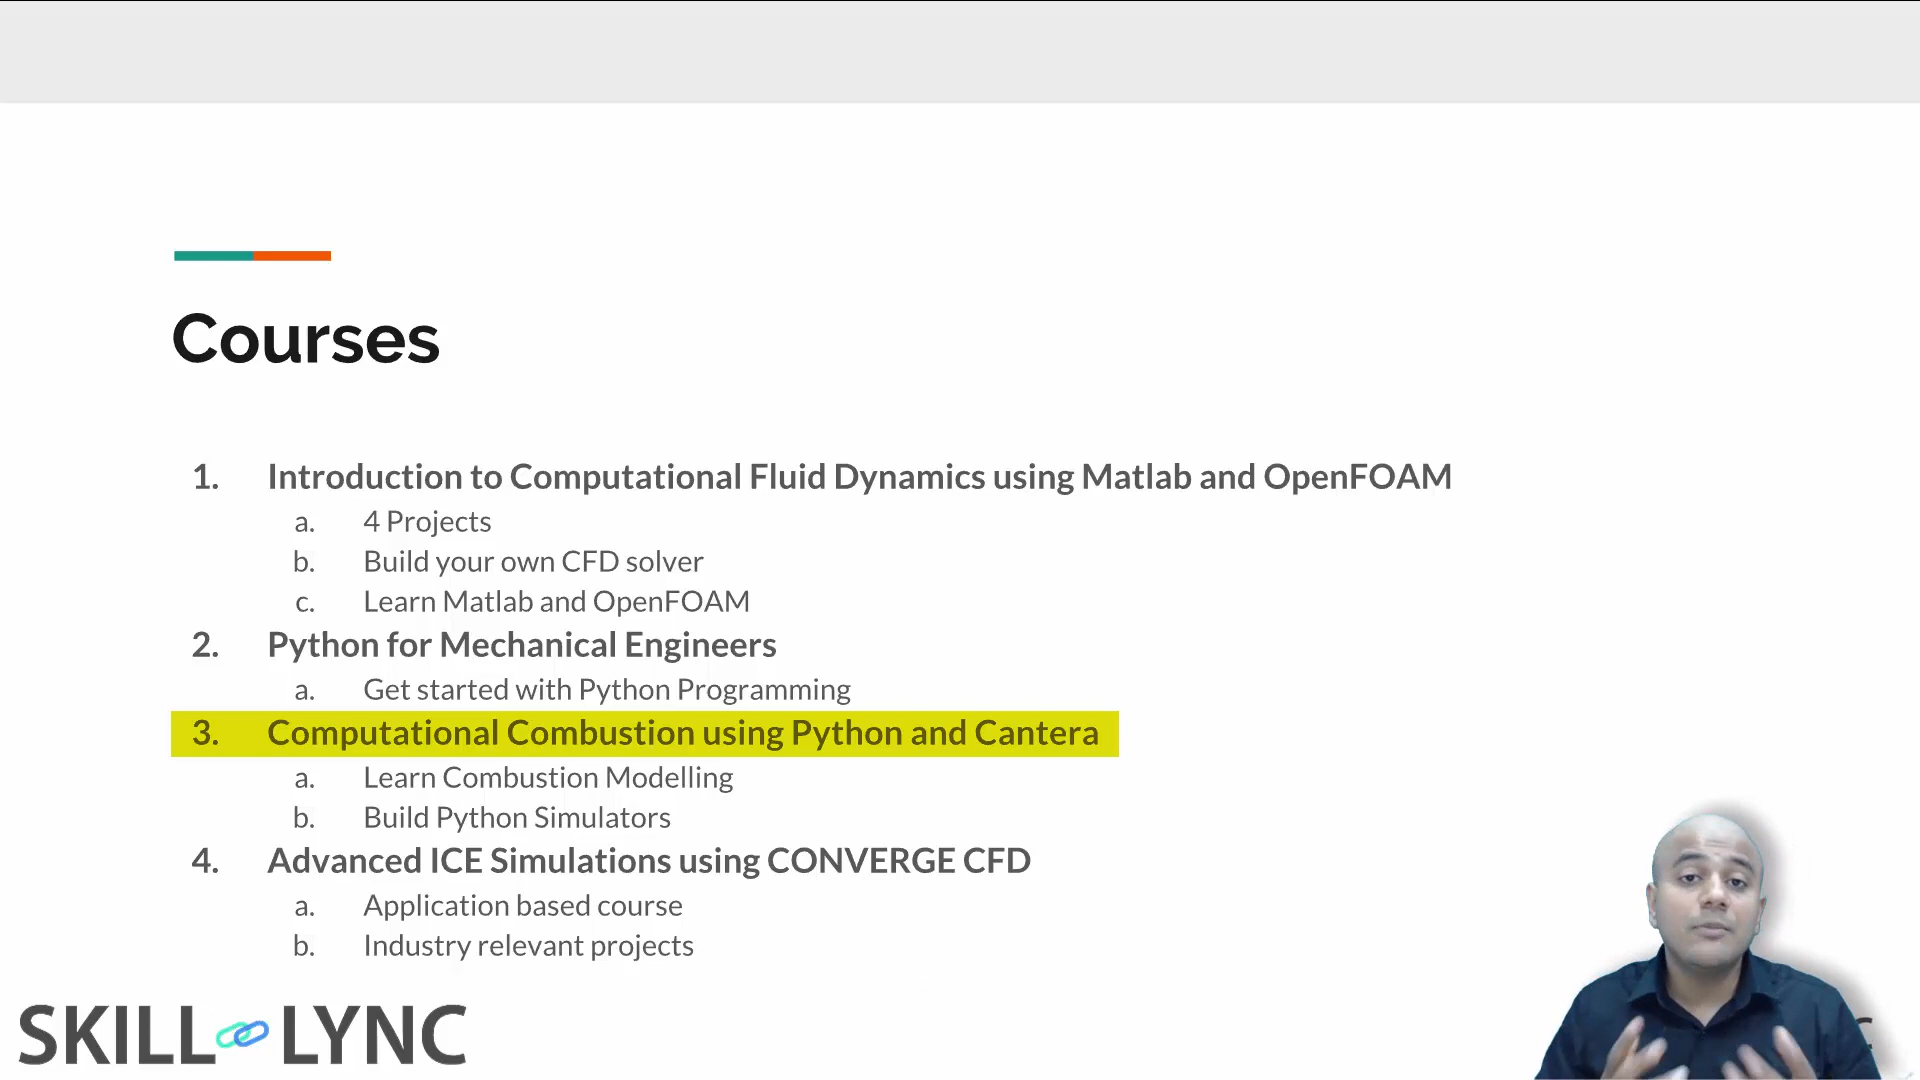 Courses
1. Introduction to Computational Fluid Dynamics using Matlab and OpenFOAM
a. 4 Projects
b. Build your own CFD solver
c. Learn Matlab and OpenFOAM
2. Python for Mechanical Engineers
a. Get started with Python Programming
3. Computational Combustion using Python and Cantera
a. Learn Combustion Modelling
b. Build Python Simulators
4. Advanced ICE Simulations using CONVERGE CFD
a. Application based course
b. Industry relevant projects
SKILL LYNC